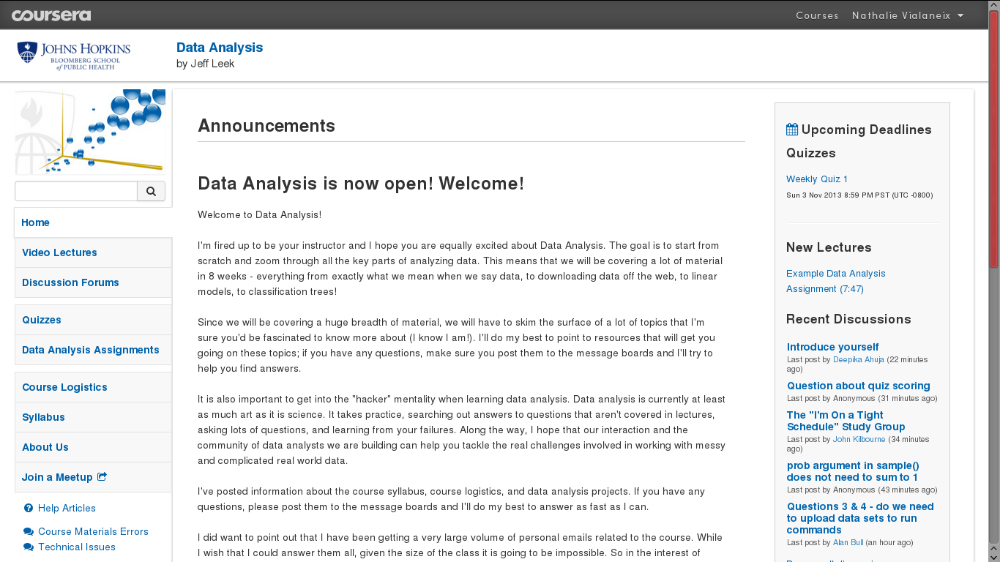 coursera
Courses
Nathalie Vialaneix
JOHNS HOPKINS
BLOOMBERG SCHOOL
of PUBLIC HEALTH
Data Analysis
by Jeff Leek
Home
Video Lectures
Discussion Forums
Quizzes
Data Analysis Assignments
Course Logistics
Syllabus
About Us
Join a Meetup
Help Articles
Course Materials Errors
Technical Issues
Announcements
Data Analysis is now open! Welcome!
Welcome to Data Analysis!
I'm fired up to be your instructor and I hope you are equally excited about Data Analysis. The goal is to start from
scratch and zoom through all the key parts of analyzing data. This means that we will be covering a lot of material
in 8 weeks - everything from exactly what we mean when we say data, to downloading data off the web, to linear
models, to classification trees!
Since we will be covering a huge breadth of material, we will have to skim the surface of a lot of topics that I'm
sure you'd be fascinated to know more about (I know I am!). I'll do my best to point to resources that will get you
going on these topics; if you have any questions, make sure you post them to the message boards and I'll try to
help you find answers.
It is also important to get into the "hacker" mentality when learning data analysis. Data analysis is currently at least
as much art as it is science. It takes practice, searching out answers to questions that aren't covered in lectures,
asking lots of questions, and learning from your failures. Along the way, I hope that our interaction and the
community of data analysts we are building can help you tackle the real challenges involved in working with messy
and complicated real world data.
I've posted information about the course syllabus, course logistics, and data analysis projects. If you have any
questions, please post them to the message boards and I'll do my best to answer as fast as I can.
I did want to point out that I have been getting a very large volume of personal emails related to the course. While
I wish that I could answer them all, given the size of the class it is going to be impossible. So in the interest of
Upcoming Deadlines
Quizzes
Weekly Quiz 1
Sun 3 Nov 2013 8:59 PM PST (UTC -0800)
New Lectures
Example Data Analysis
Assignment (7:47)
Recent Discussions
Introduce yourself
Last post by Deepika Ahuja (22 minutes
ago)
Question about quiz scoring
Last post by Anonymous (31 minutes ago)
The "I'm On a Tight
Schedule" Study Group
Last post by John Kilbourne (34 minutes
ago)
prob argument in sample()
does not need to sum to 1
Last post by Anonymous (43 minutes ago)
Questions 3 & 4 - do we need
to upload data sets to run
commands
Last post by Alan Bull (an hour ago)